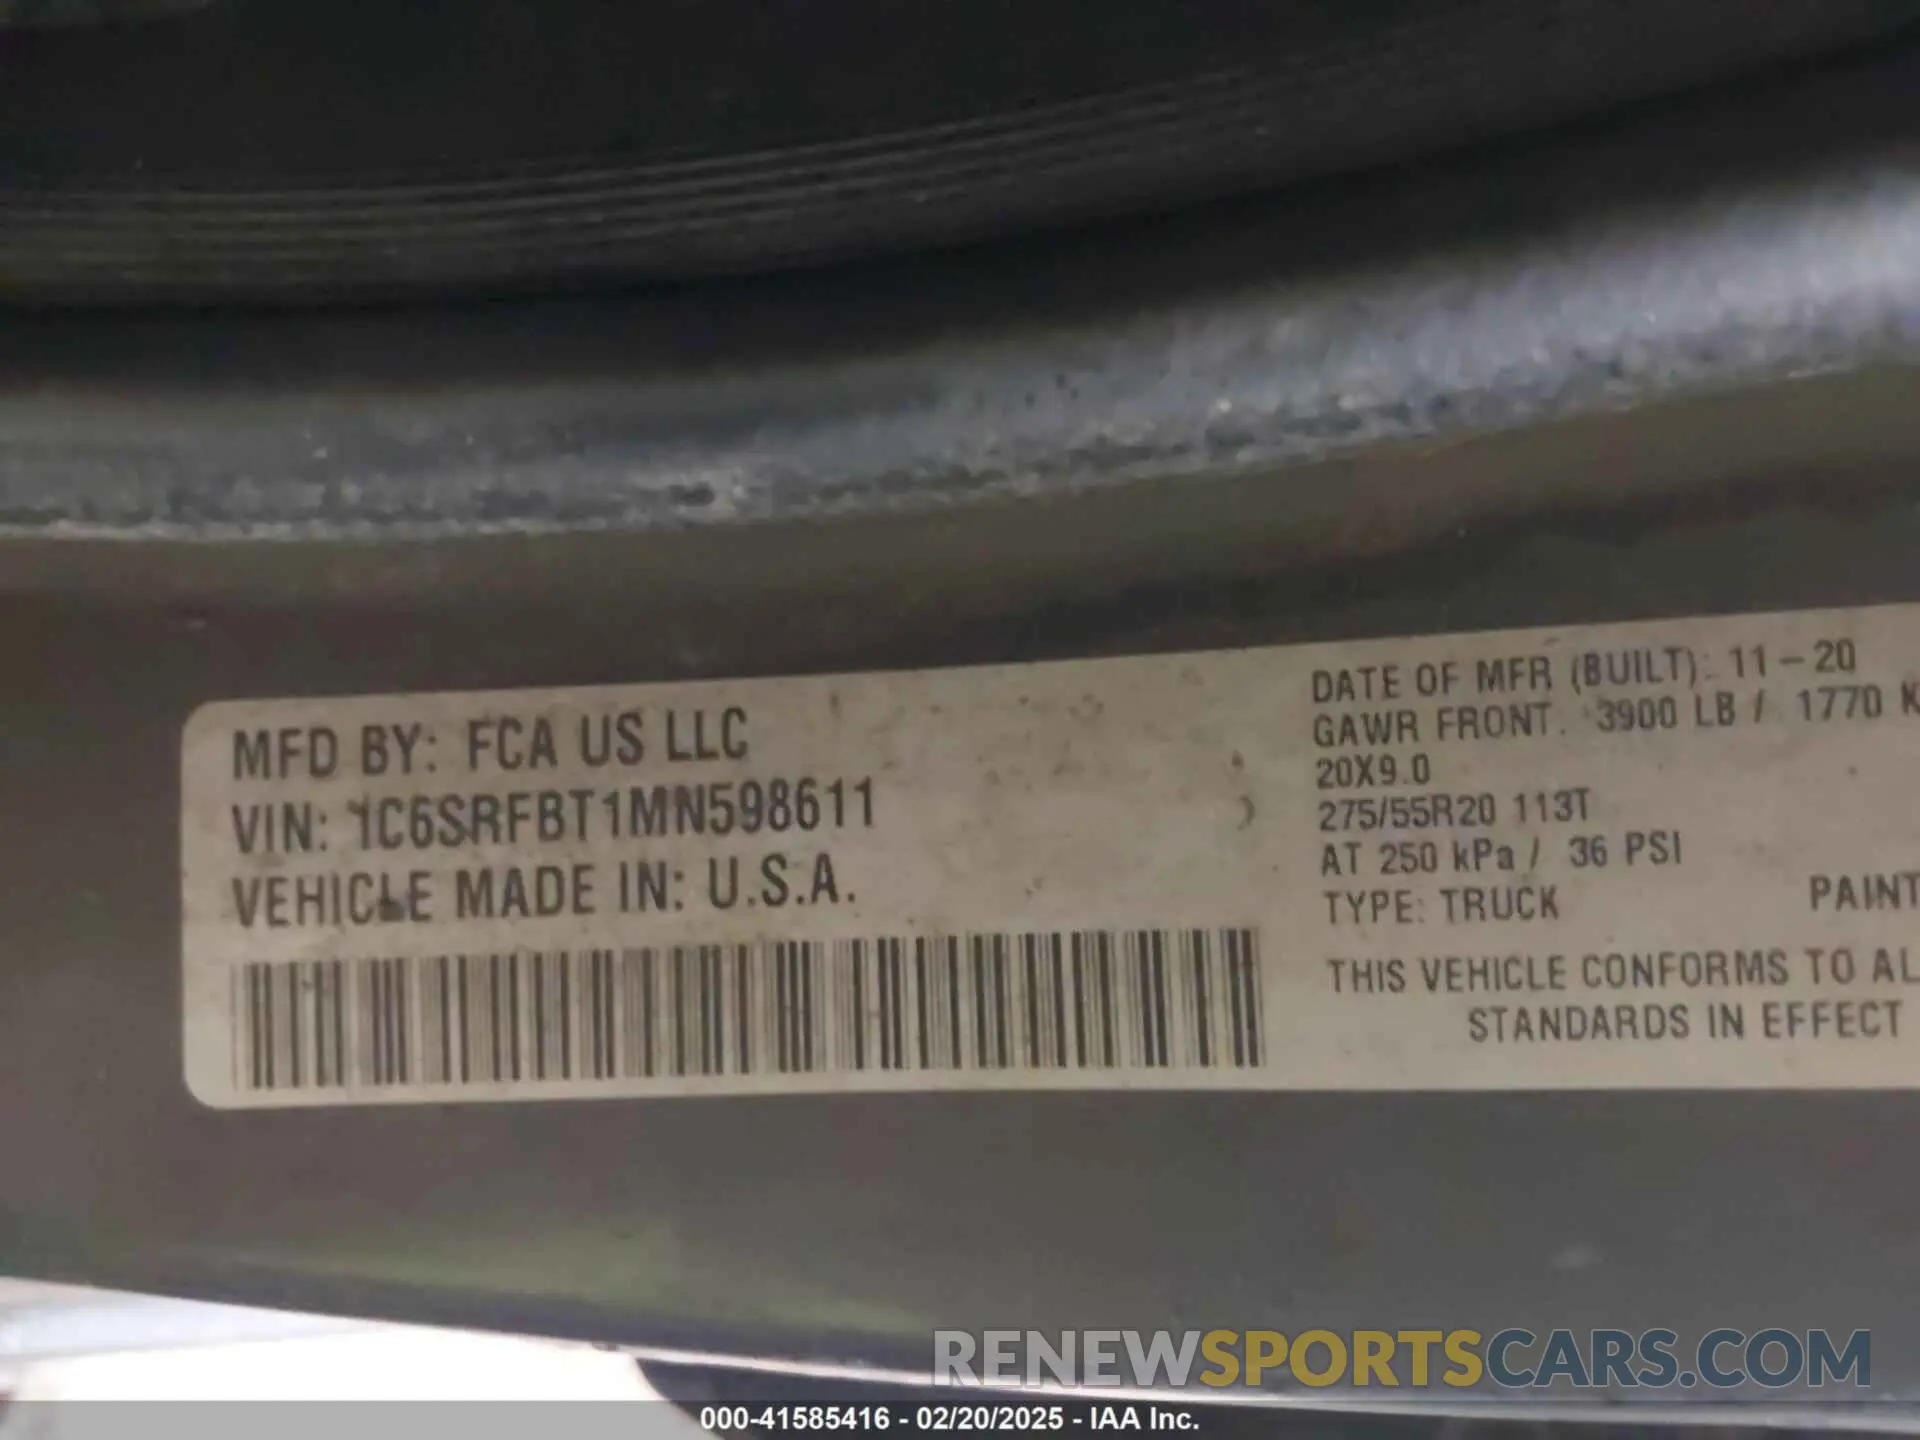 MFD BY: FCA US LLC
VIN: 1C6SRFBT1MN598611
VEHICLE MADE IN: U.S.A.
DATE OF MFR (BUILT): 11-20
GAWR FRONT: 3900 LB / 1770 K
20X9.0
275/55R20 113T
AT 250 kPa / 36 PSI
TYPE: TRUCK PAINT
THIS VEHICLE CONFORMS TO AL
STANDARDS IN EFFECT
RENEWSPORTSCARS.COM
000-41585416 - 02/20/2025 - IAA Inc.